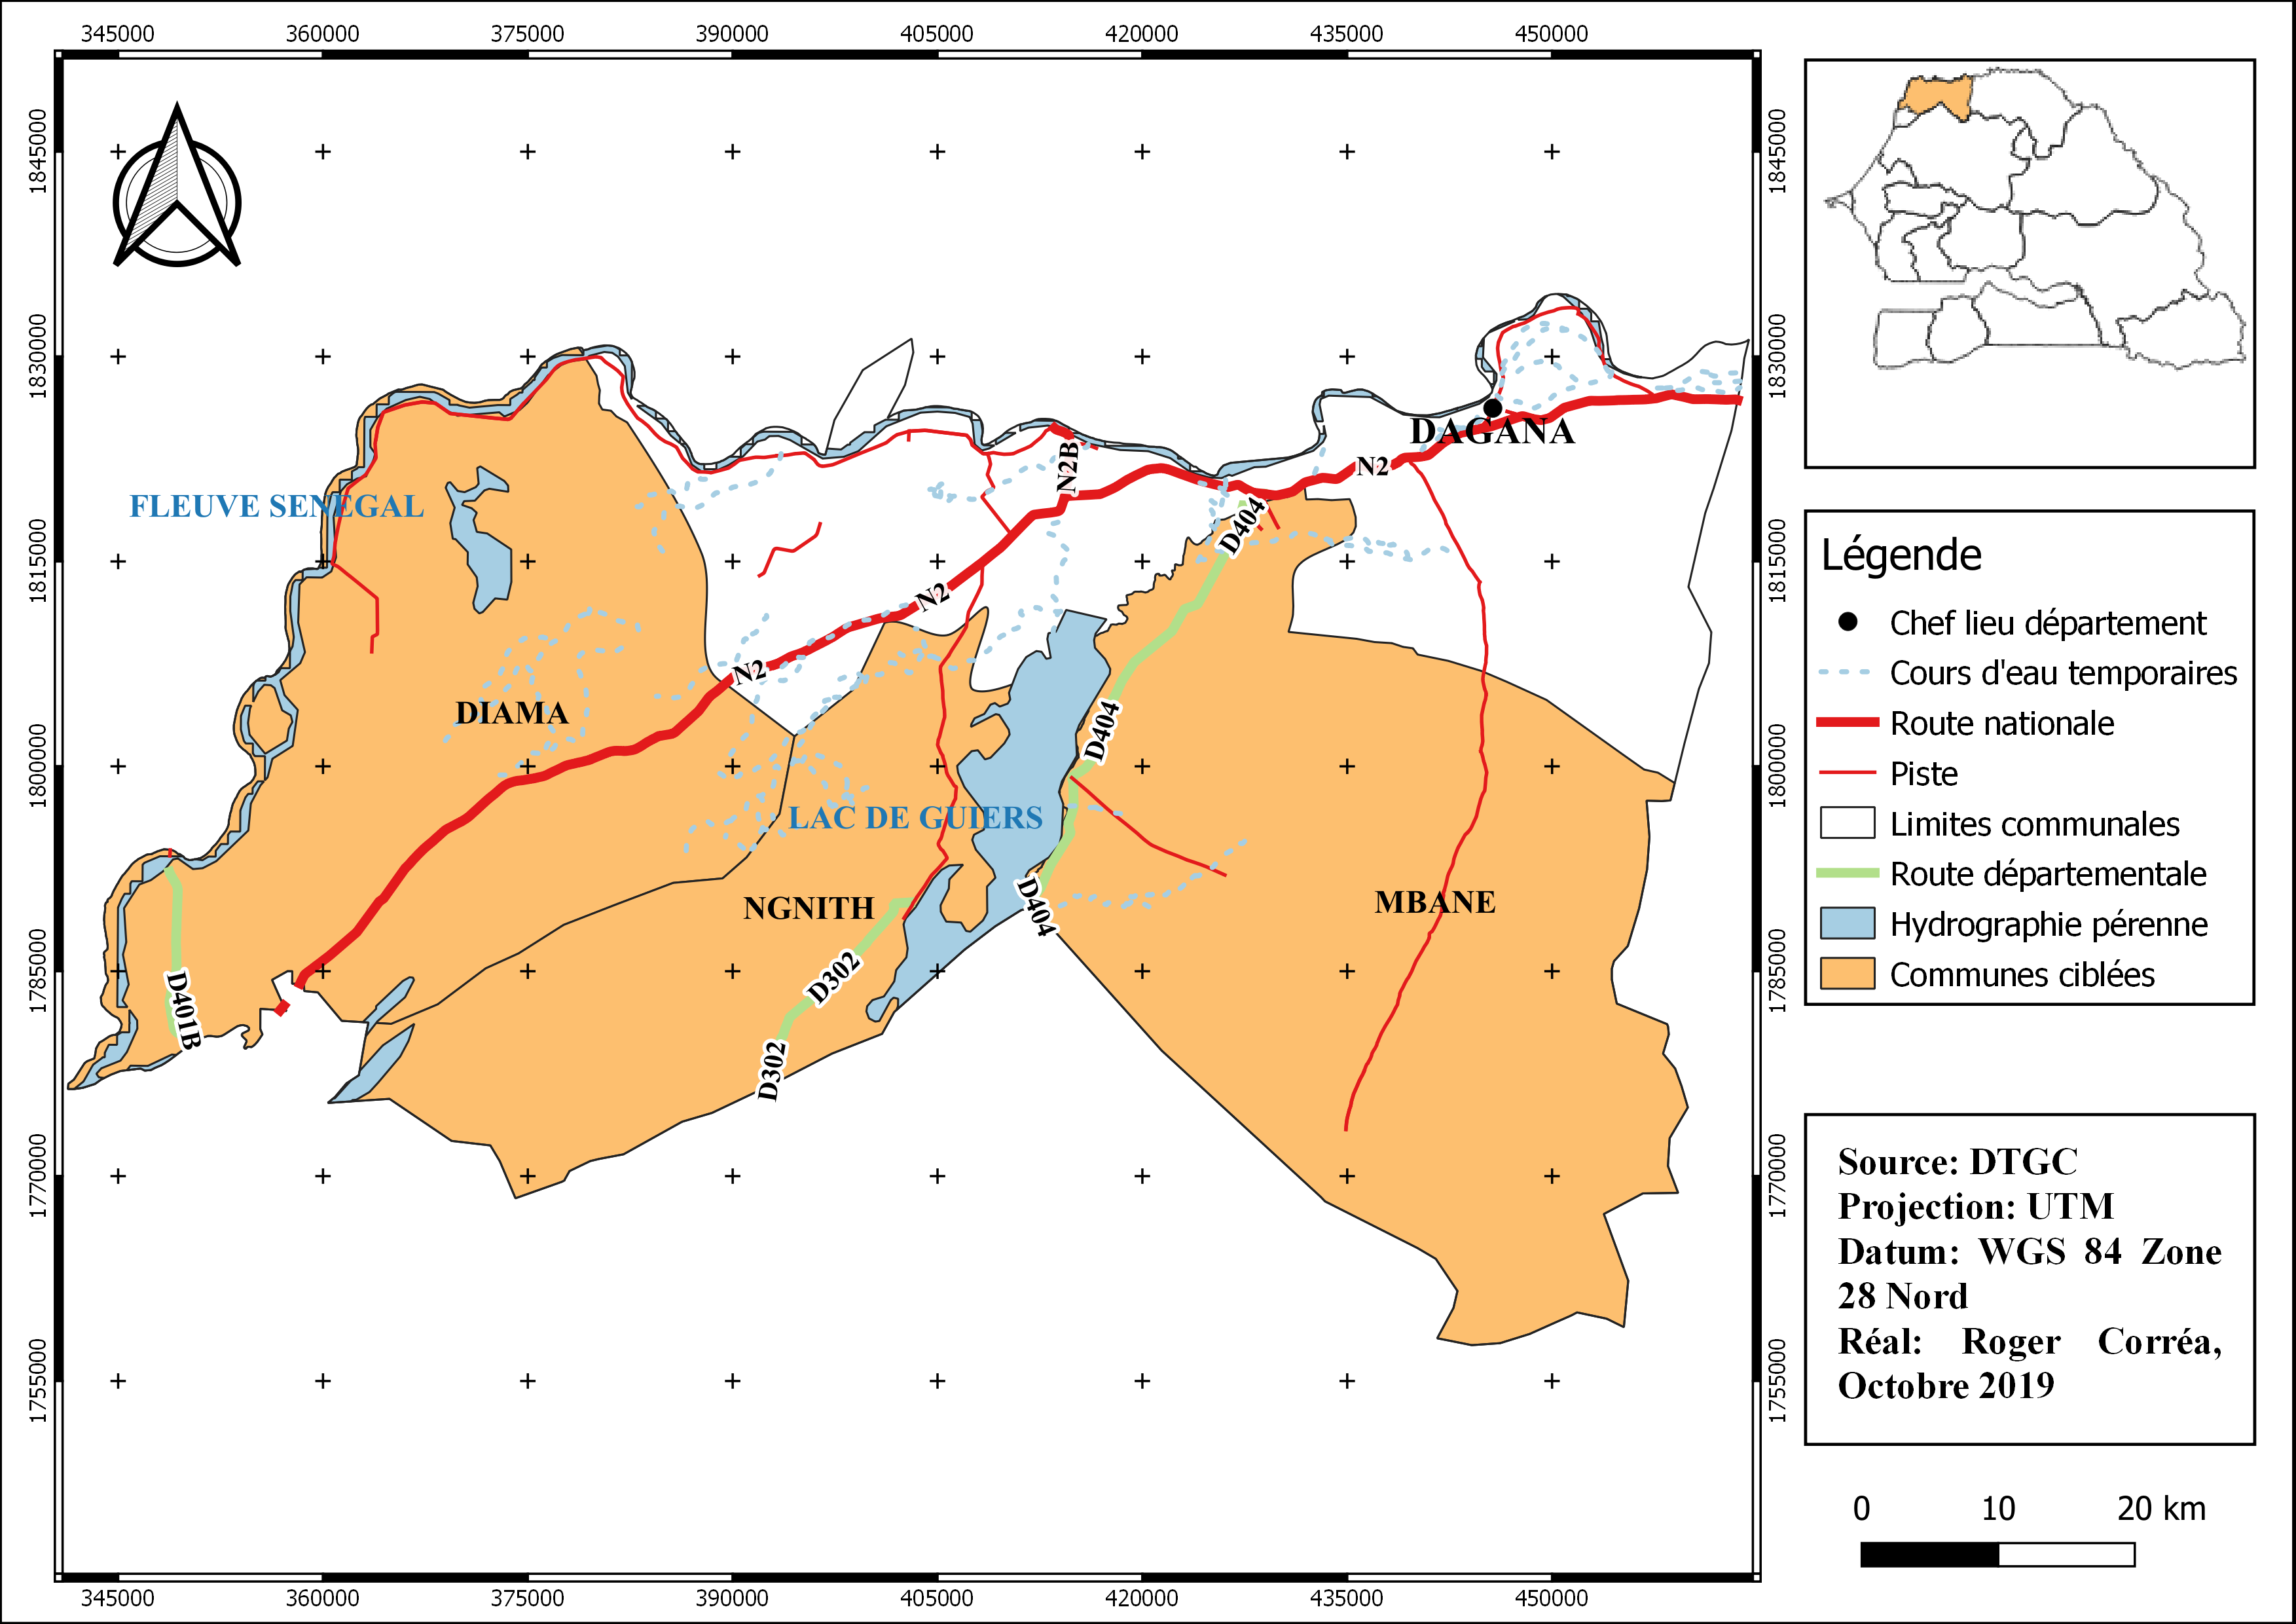 345000 360000 375000 390000 405000 420000 435000 450000
1845000
1830000
1815000
1800000
1785000
1770000
1755000
1845000
1830000
1815000
1800000
1785000
1770000
1755000
DAGANA
N2B
N2
FLEUVE SENEGAL
D404
N2
N2
DIAMA
D404
LAC DE GUIERS
NGNITH
D404
MBANE
D302
D401B
D302
345000 360000 375000 390000 405000 420000 435000 450000
Légende
Chef lieu département
Cours d'eau temporaires
Route nationale
Piste
Limites communales
Route départementale
Hydrographie pérenne
Communes ciblées
Source: DTGC
Projection: UTM
Datum: WGS 84 Zone
28 Nord
Réal: Roger Corréa,
Octobre 2019
0 10 20 km